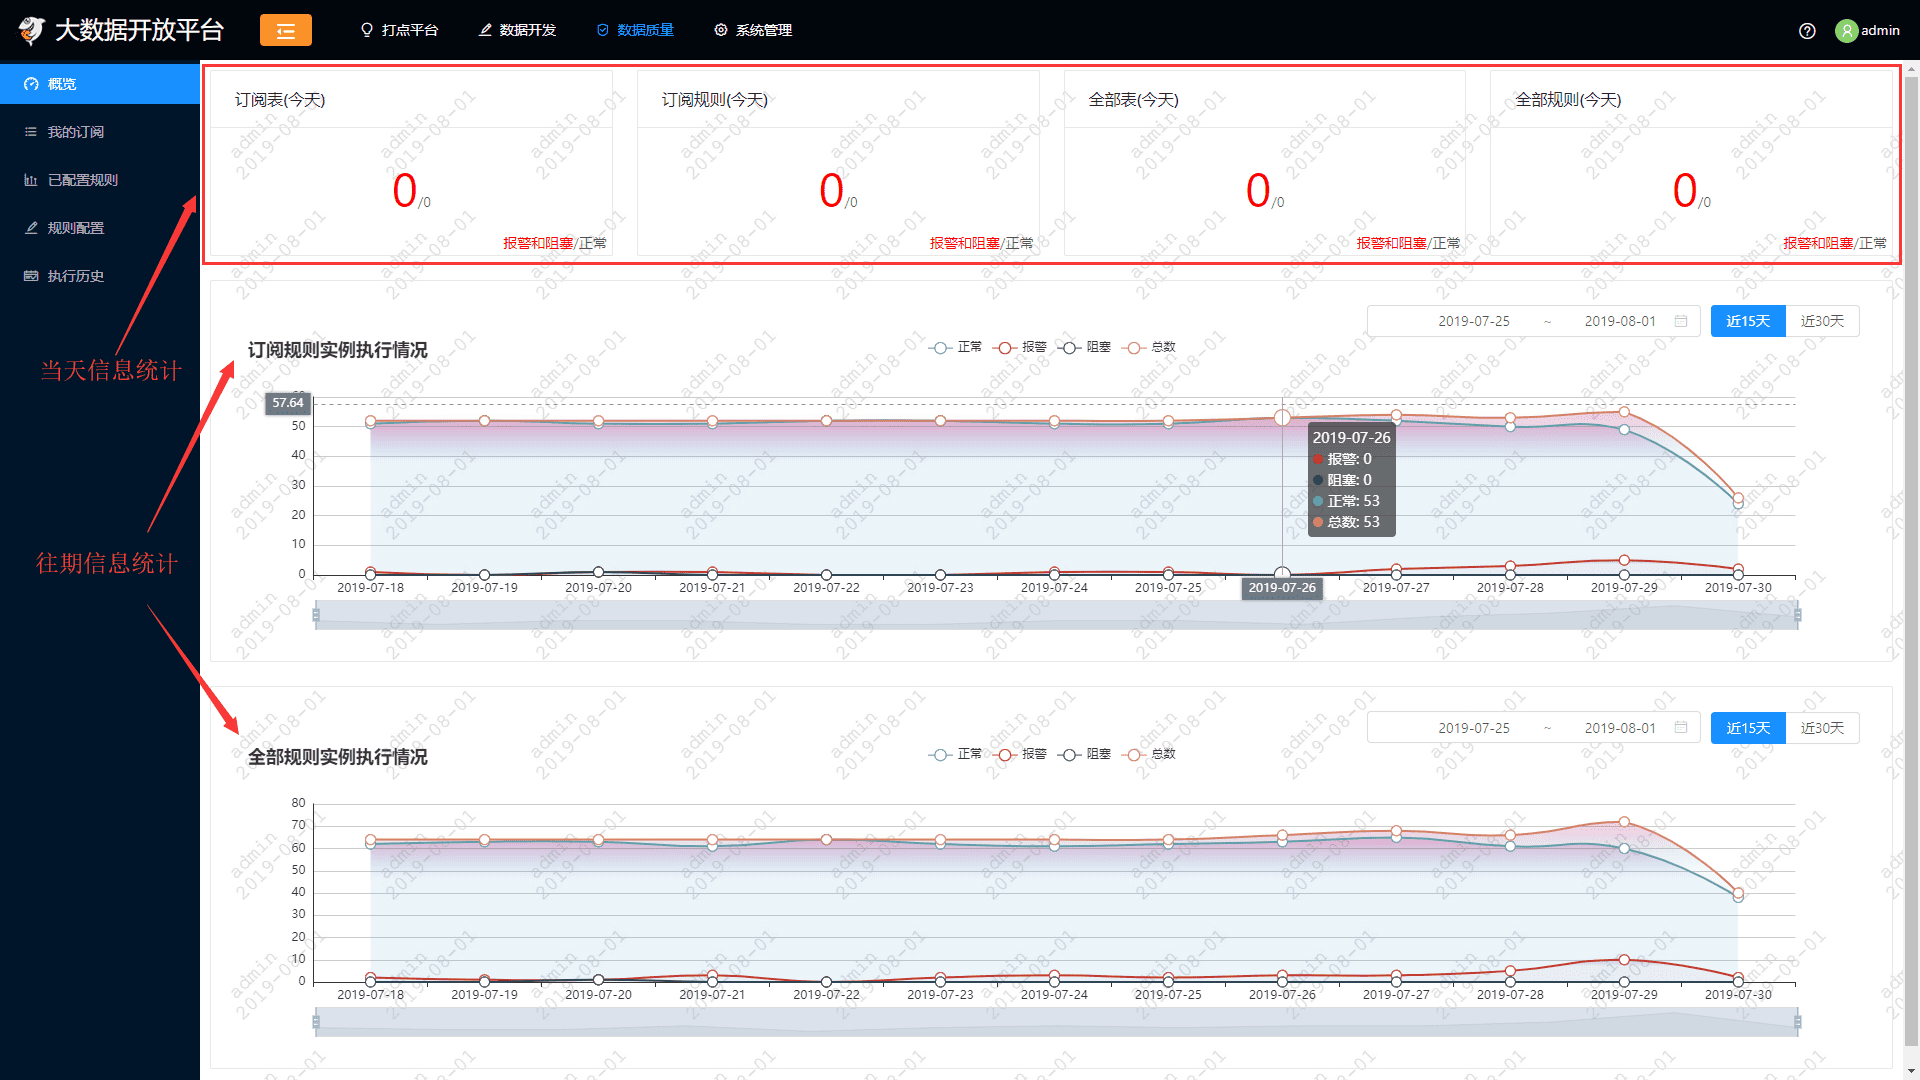 大数据开放平台
打点平台
数据开发
数据质量
系统管理
admin
概览
我的订阅
已配置规则
规则配置
执行历史
当天信息统计
往期信息统计
订阅表(今天)
0/0
报警和阻塞/正常
订阅规则(今天)
0/0
报警和阻塞/正常
全部表(今天)
0/0
报警和阻塞/正常
全部规则(今天)
0/0
报警和阻塞/正常
2019-07-25 ~ 2019-08-01
近15天
近30天
订阅规则实例执行情况
正常 报警 阻塞 总数
60
57.64
50
40
30
20
10
0
2019-07-26
报警: 0
阻塞: 0
正常: 53
总数: 53
2019-07-18 2019-07-19 2019-07-20 2019-07-21 2019-07-22 2019-07-23 2019-07-24 2019-07-25 2019-07-26 2019-07-27 2019-07-28 2019-07-29 2019-07-30
2019-07-25 ~ 2019-08-01
近15天
近30天
全部规则实例执行情况
正常 报警 阻塞 总数
80
70
60
50
40
30
20
10
0
2019-07-18 2019-07-19 2019-07-20 2019-07-21 2019-07-22 2019-07-23 2019-07-24 2019-07-25 2019-07-26 2019-07-27 2019-07-28 2019-07-29 2019-07-30
admin
2019-08-01